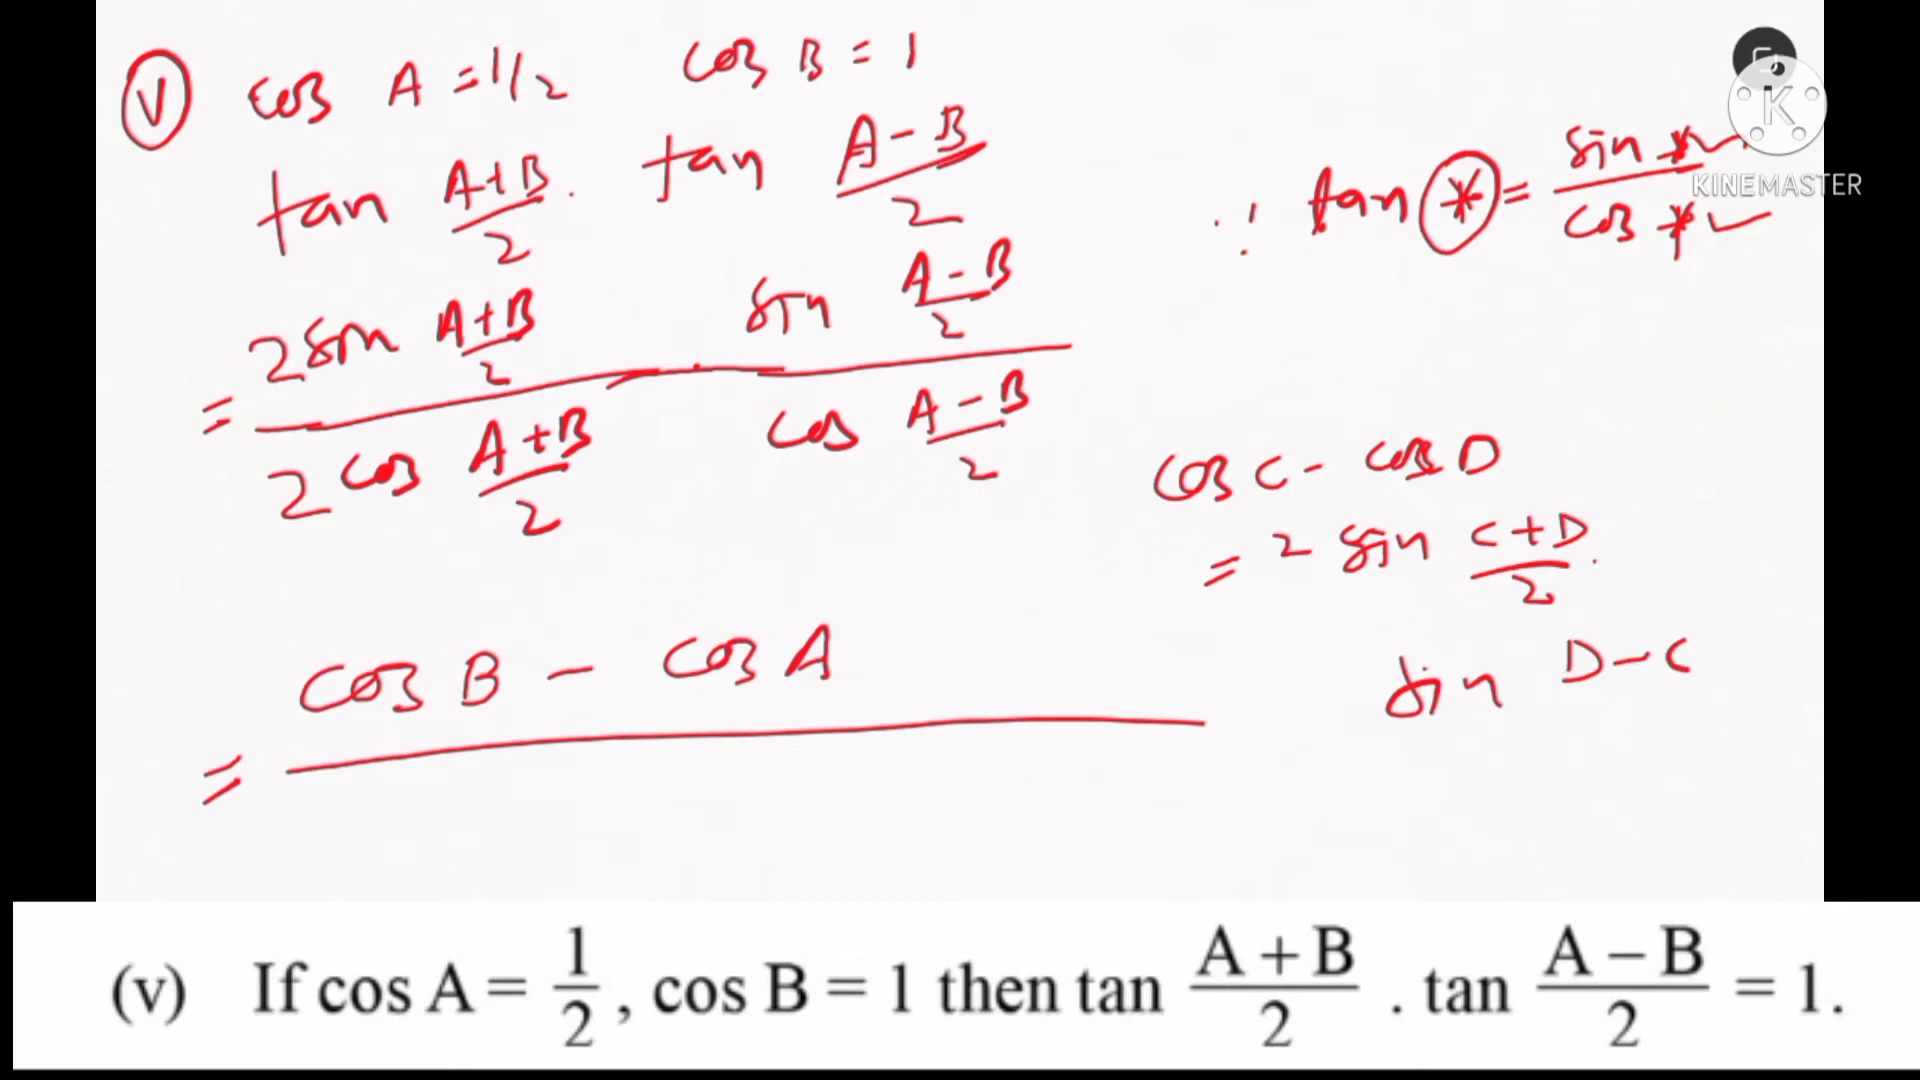 (V) cos A = 1/2 cos B = 1
tan A+B/2 . tan A-B/2
∵ tan * = sin */cos *
KINEMASTER
= 2 sin A+B/2 . sin A-B/2
2 cos A+B/2 cos A-B/2
cos C - cos D
= 2 sin C+D/2 .
sin D-C
= cos B - cos A
(v) If cos A = 1/2 , cos B = 1 then tan A + B/2 . tan A − B/2 = 1.